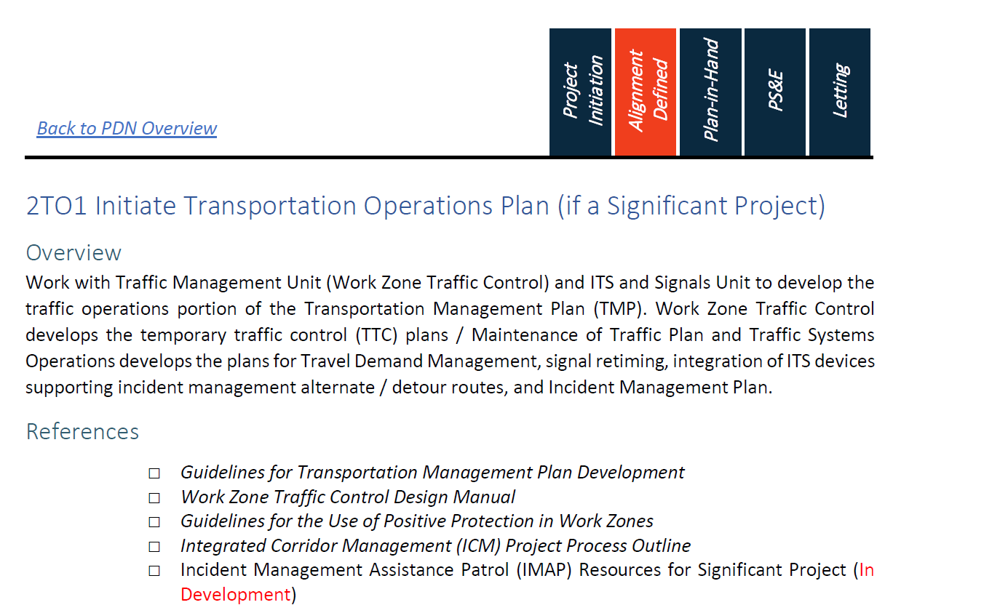 Project
Initiation
Alignment
Defined
Plan-in-Hand
PS&E
Letting
Back to PDN Overview
2TO1 Initiate Transportation Operations Plan (if a Significant Project)
Overview
Work with Traffic Management Unit (Work Zone Traffic Control) and ITS and Signals Unit to develop the
traffic operations portion of the Transportation Management Plan (TMP). Work Zone Traffic Control
develops the temporary traffic control (TTC) plans / Maintenance of Traffic Plan and Traffic Systems
Operations develops the plans for Travel Demand Management, signal retiming, integration of ITS devices
supporting incident management alternate / detour routes, and Incident Management Plan.
References
☐ Guidelines for Transportation Management Plan Development
☐ Work Zone Traffic Control Design Manual
☐ Guidelines for the Use of Positive Protection in Work Zones
☐ Integrated Corridor Management (ICM) Project Process Outline
☐ Incident Management Assistance Patrol (IMAP) Resources for Significant Project (In
Development)